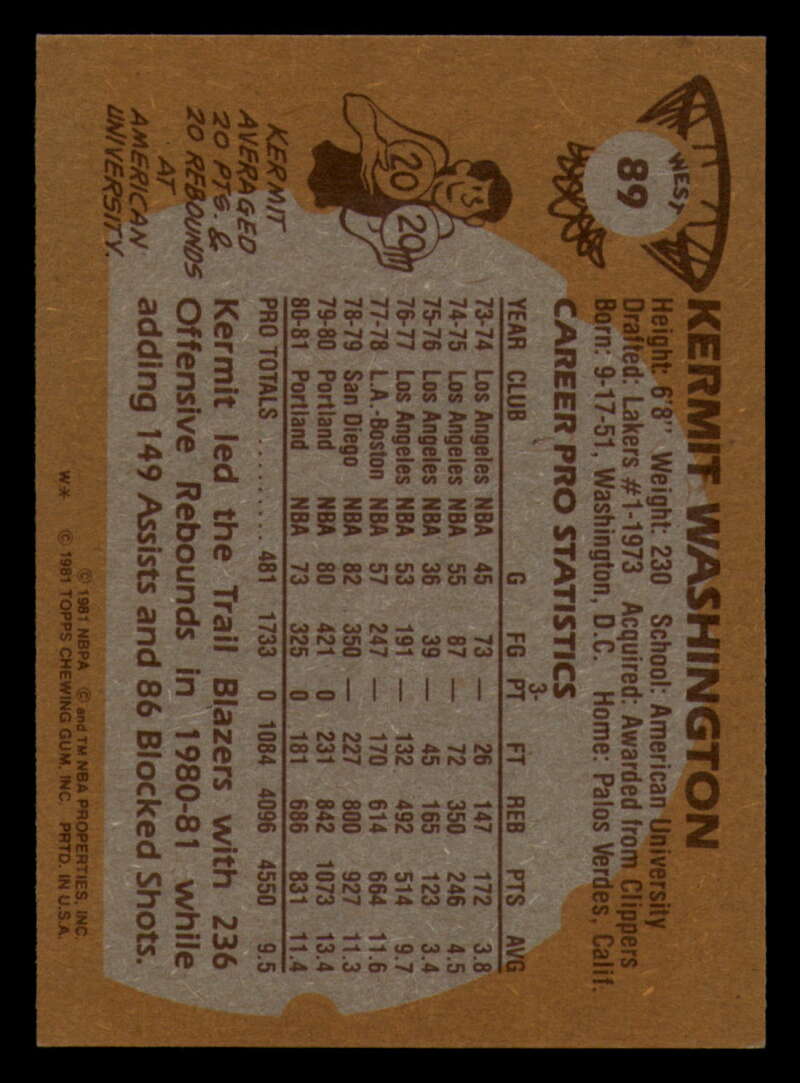 WEST
89
KERMIT WASHINGTON
Height: 6'8" Weight: 230 School: American University
Drafted: Lakers #1-1973 Acquired: Awarded from Clippers
Born: 9-17-51, Washington, D.C. Home: Palos Verdes, Calif.
CAREER PRO STATISTICS
YEAR CLUB G FG 3-PT FT REB PTS AVG
73-74 Los Angeles NBA 45 73 — 26 147 172 3.8
74-75 Los Angeles NBA 55 87 — 72 350 246 4.5
75-76 Los Angeles NBA 36 39 — 45 165 123 3.4
76-77 Los Angeles NBA 53 191 — 132 492 514 9.7
77-78 L.A.-Boston NBA 57 247 — 170 614 664 11.6
78-79 San Diego NBA 82 350 — 227 800 927 11.3
79-80 Portland NBA 80 421 0 231 842 1073 13.4
80-81 Portland NBA 73 325 0 181 686 831 11.4
PRO TOTALS .......... 481 1733 0 1084 4096 4550 9.5
20 20
KERMIT
AVERAGED
20 PTS. &
20 REBOUNDS
AT
AMERICAN
UNIVERSITY.
Kermit led the Trail Blazers with 236
Offensive Rebounds in 1980-81 while
adding 149 Assists and 86 Blocked Shots.
© 1981 NBPA © and TM NBA PROPERTIES, INC.
W* © 1981 TOPPS CHEWING GUM, INC. PRTD. IN U.S.A.